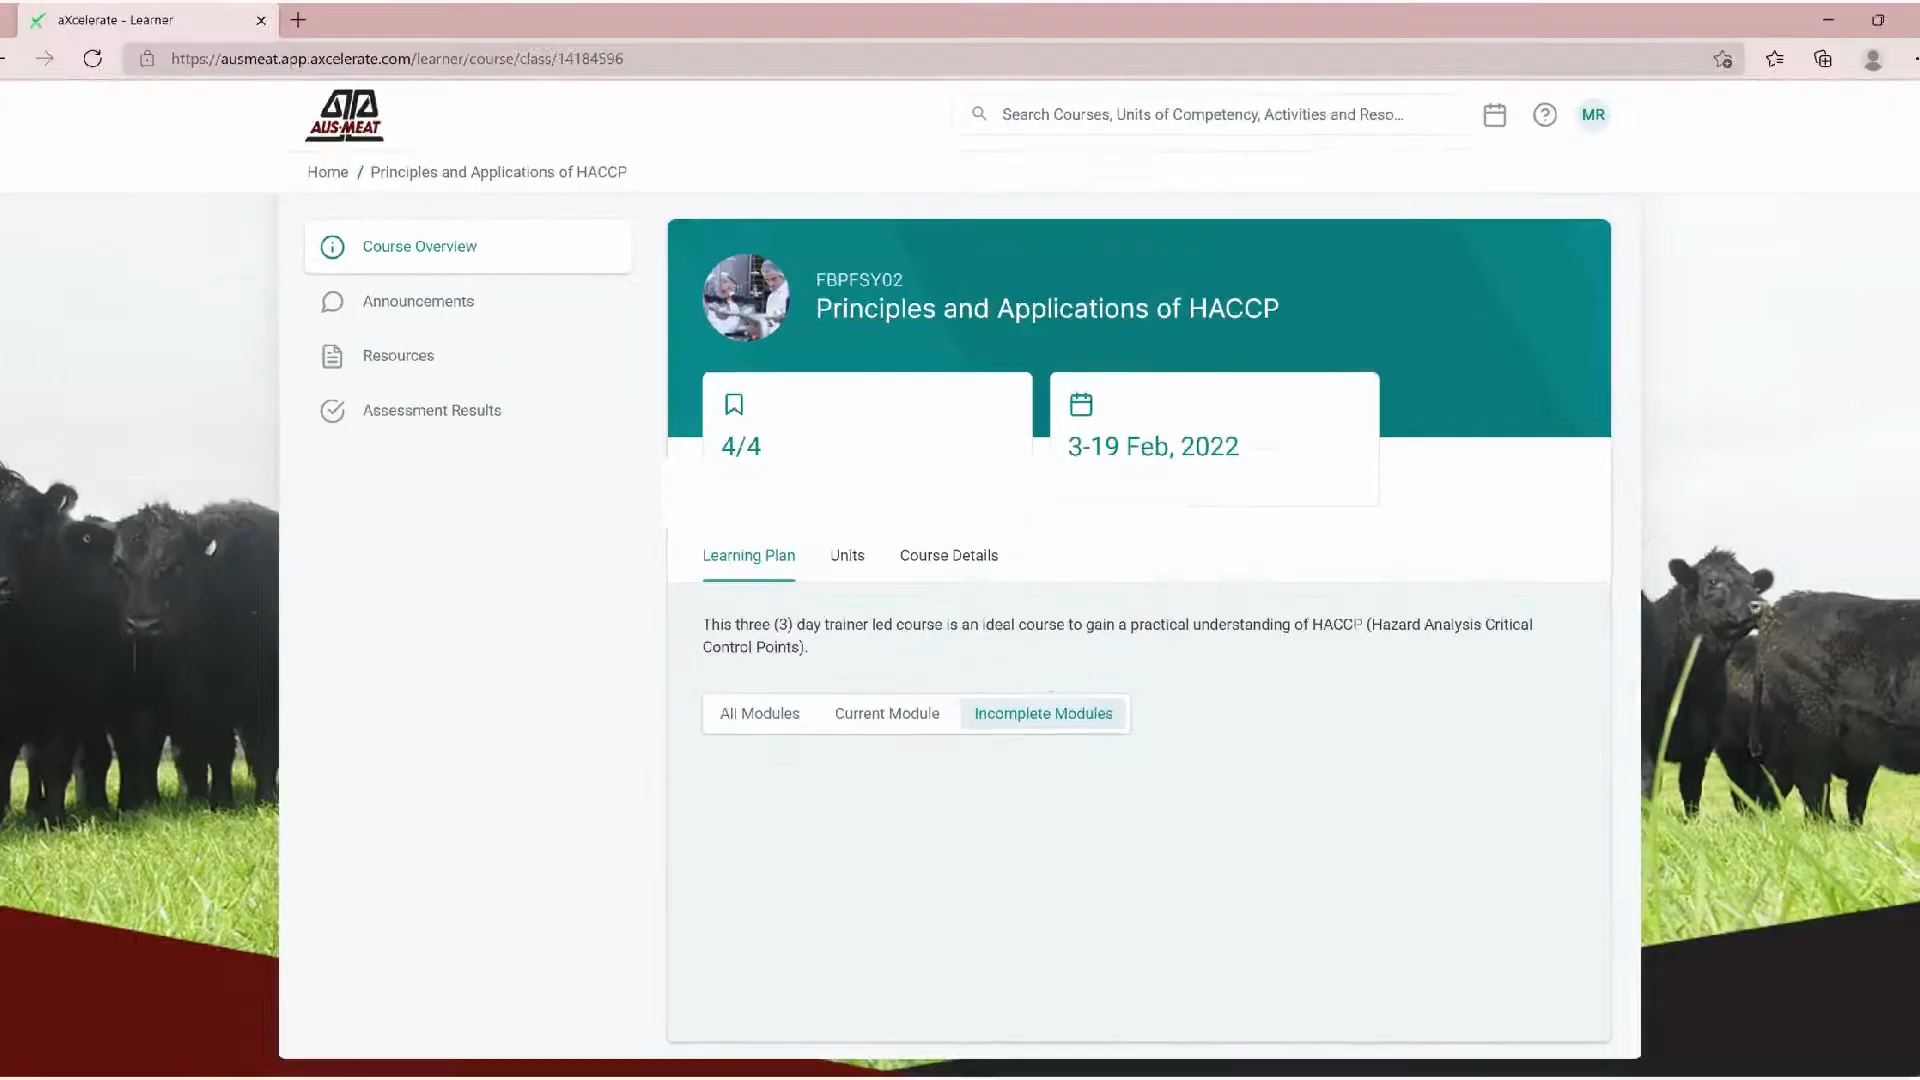 aXcelerate - Learner
https://ausmeat.app.axcelerate.com/learner/course/class/14184596
AUS-MEAT
Search Courses, Units of Competency, Activities and Reso...
MR
Home / Principles and Applications of HACCP
Course Overview
Announcements
Resources
Assessment Results
FBPFSY02
Principles and Applications of HACCP
4/4
3-19 Feb, 2022
Learning Plan
Units
Course Details
This three (3) day trainer led course is an ideal course to gain a practical understanding of HACCP (Hazard Analysis Critical
Control Points).
All Modules
Current Module
Incomplete Modules